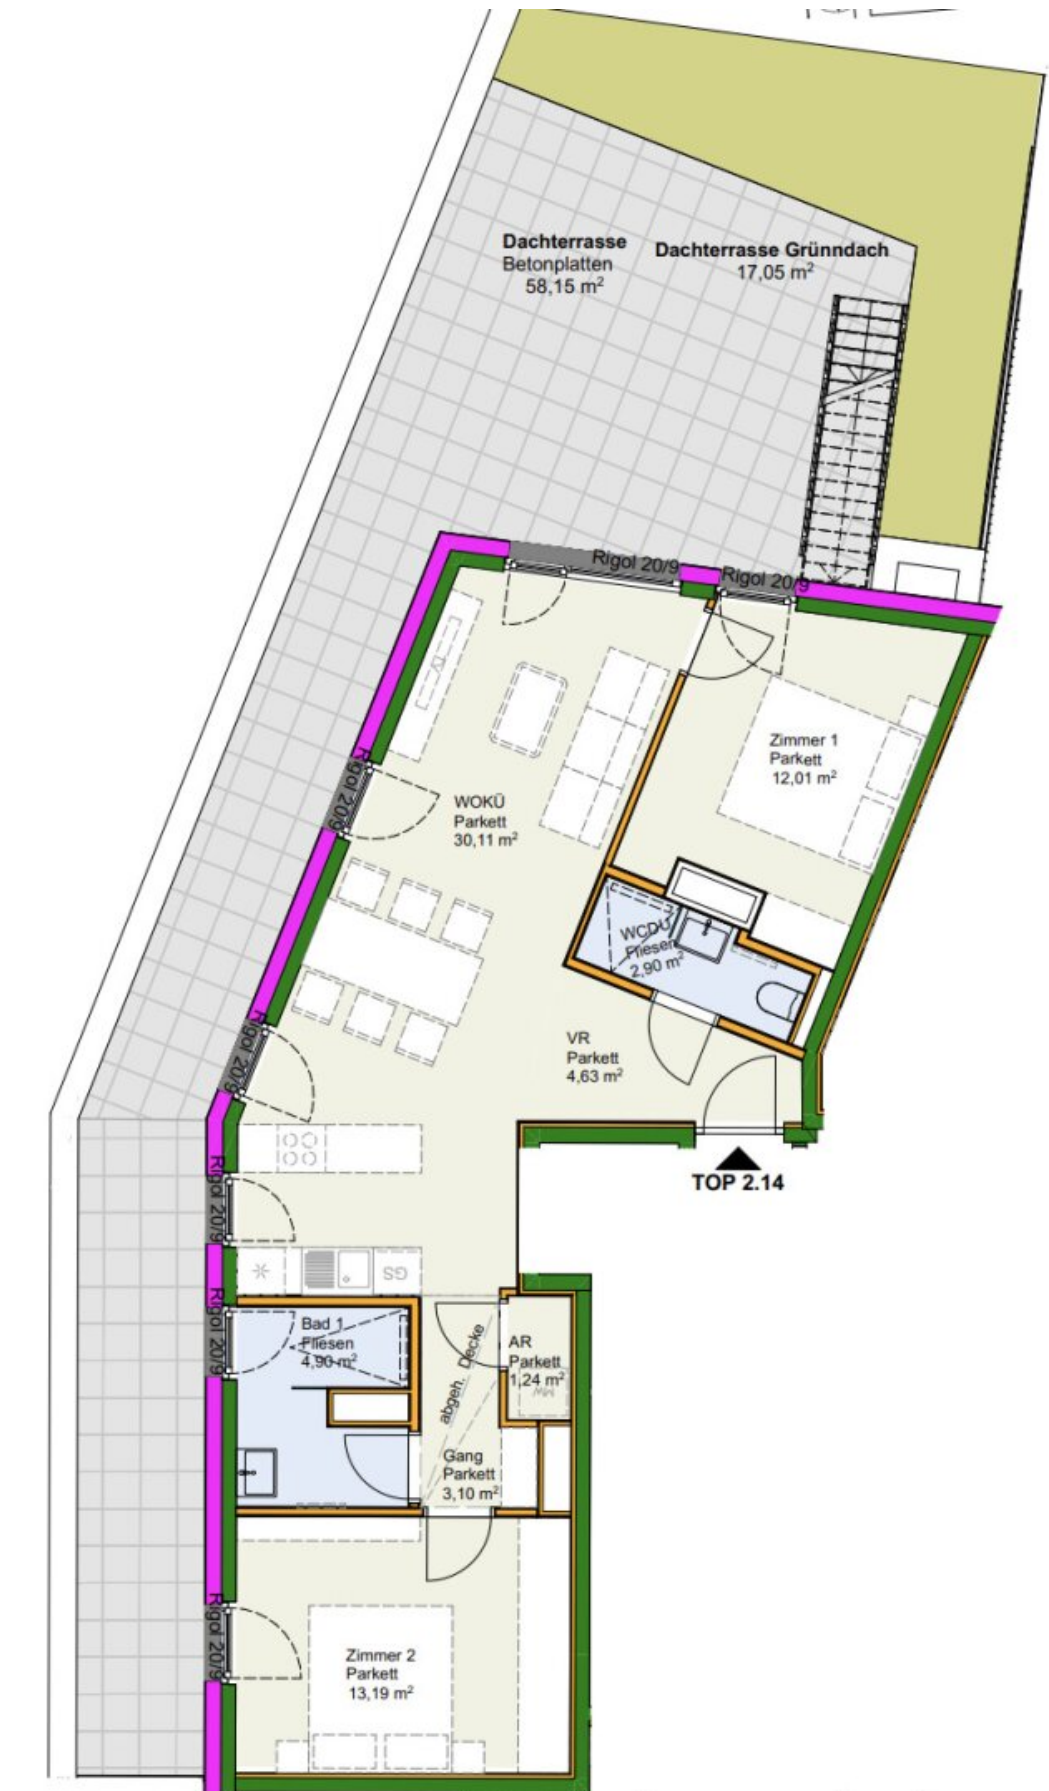 Dachterrasse
Betonplatten
58,15 m²
Dachterrasse Grünndach
17,05 m²
Rigol 20/9
Rigol 20/9
TV
Zimmer 1
Parkett
12,01 m²
Rigol 20/9
WOKÜ
Parkett
30,11 m²
WCDU
Fliesen
2,90 m²
Rigol 20/9
VR
Parkett
4,63 m²
TOP 2.14
Rigol 20/9
GS
Rigol 20/9
Bad 1
Fliesen
4,90 m²
abgeh. Decke
AR
Parkett
1,24 m²
MW
Gang
Parkett
3,10 m²
Rigol 20/9
Zimmer 2
Parkett
13,19 m²